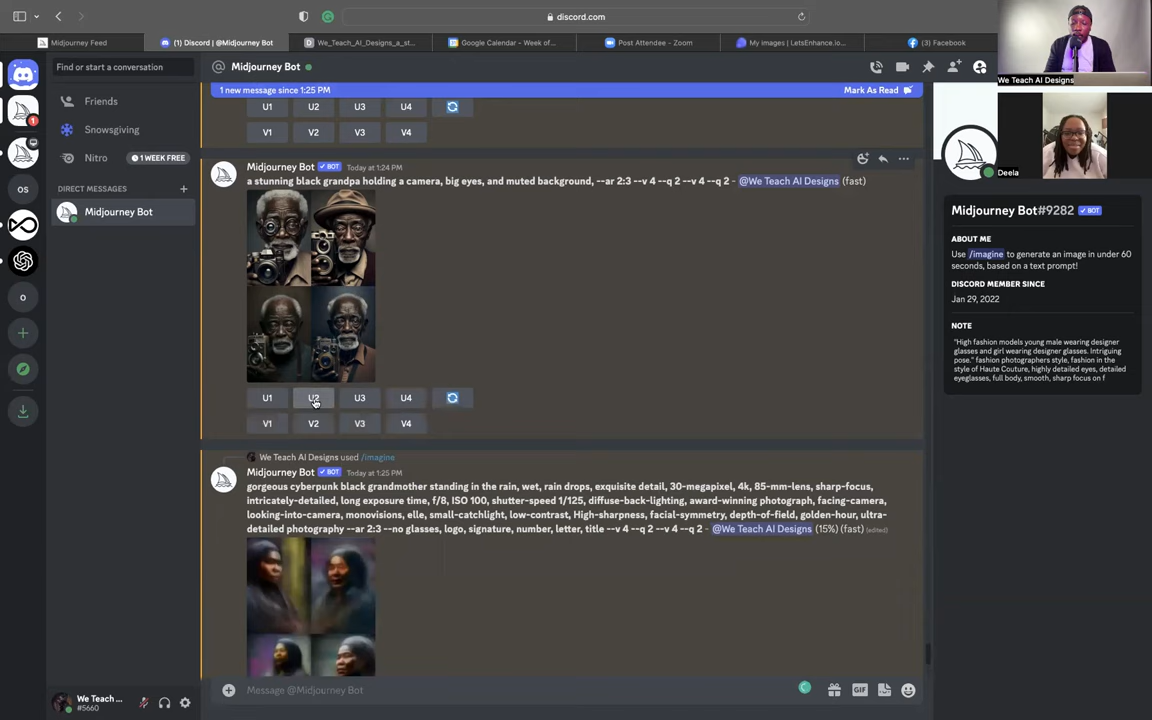 discord.com
Midjourney Feed
(1) Discord | @Midjourney Bot
We_Teach_AI_Designs_a_st...
Google Calendar - Week of...
Post Attendee - Zoom
My images | LetsEnhance.io...
(3) Facebook
We Teach AI Designs
Deela
Find or start a conversation
Friends
Snowsgiving
Nitro
1 WEEK FREE
DIRECT MESSAGES
Midjourney Bot
1
OS
O
We Teach ...
#5660
Midjourney Bot
1 new message since 1:25 PM
Mark As Read
U1 U2 U3 U4
V1 V2 V3 V4
Midjourney Bot BOT Today at 1:24 PM
a stunning black grandpa holding a camera, big eyes, and muted background, --ar 2:3 --v 4 --q 2 --v 4 --q 2 - @We Teach AI Designs (fast)
U1 U2 U3 U4
V1 V2 V3 V4
We Teach AI Designs used /imagine
Midjourney Bot BOT Today at 1:25 PM
gorgeous cyberpunk black grandmother standing in the rain, wet, rain drops, exquisite detail, 30-megapixel, 4k, 85-mm-lens, sharp-focus,
intricately-detailed, long exposure time, f/8, ISO 100, shutter-speed 1/125, diffuse-back-lighting, award-winning photograph, facing-camera,
looking-into-camera, monovisions, elle, small-catchlight, low-contrast, High-sharpness, facial-symmetry, depth-of-field, golden-hour, ultra-
detailed photography --ar 2:3 --no glasses, logo, signature, number, letter, title --v 4 --q 2 --v 4 --q 2 - @We Teach AI Designs (15%) (fast) (edited)
Message @Midjourney Bot
GIF
Midjourney Bot#9282 BOT
ABOUT ME
Use /imagine to generate an image in under 60
seconds, based on a text prompt!
DISCORD MEMBER SINCE
Jan 29, 2022
NOTE
"High fashion models young male wearing designer
glasses and girl wearing designer glasses. Intriguing
pose." fashion photographers style, fashion in the
style of Haute Couture, highly detailed eyes, detailed
eyeglasses, full body, smooth, sharp focus on f